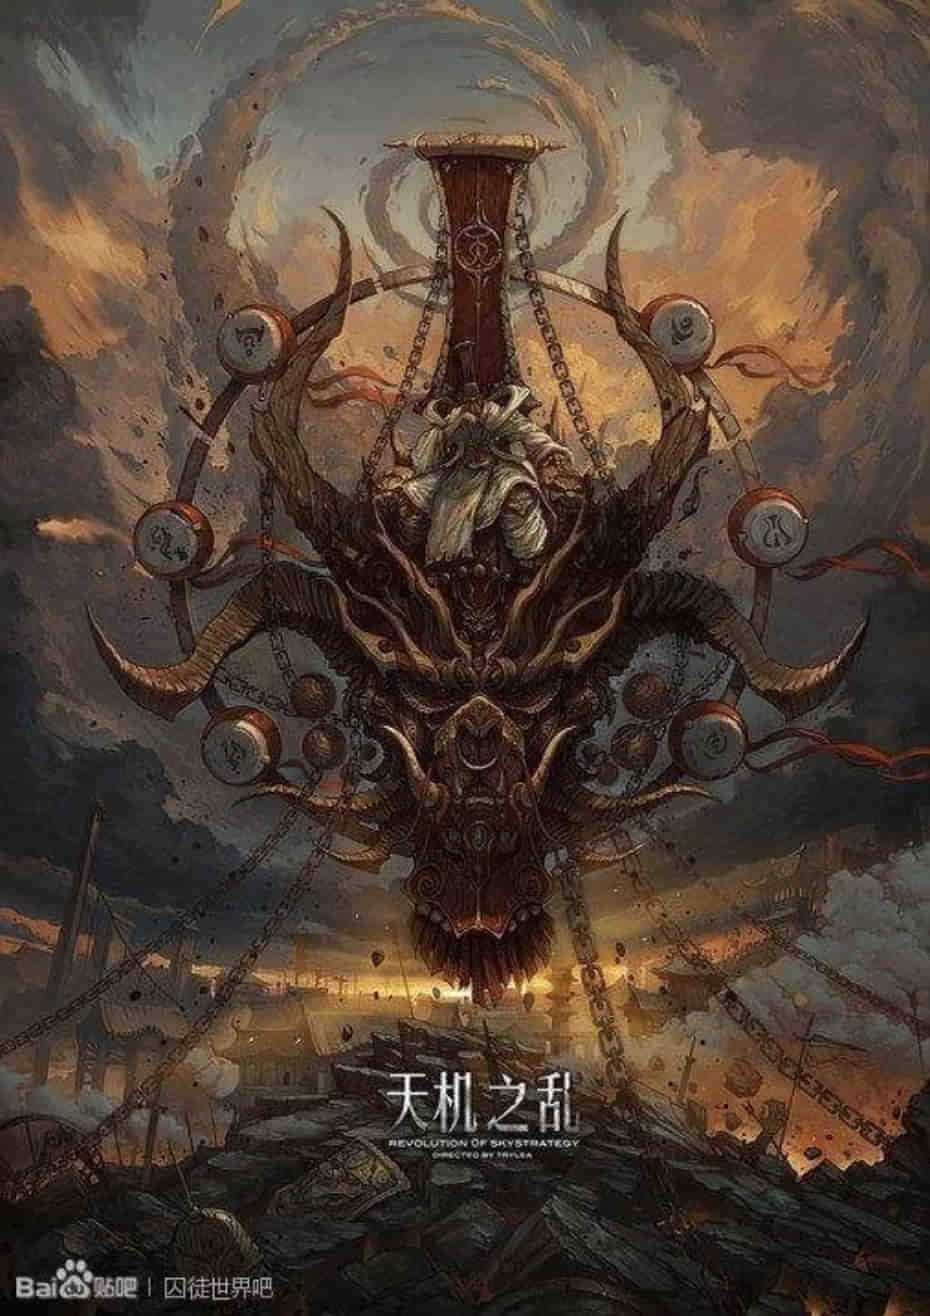 天机之乱
REVOLUTION OF SKYSTRATEGY
DIRECTED BY TRYLEA
Bai贴吧 | 囚徒世界吧